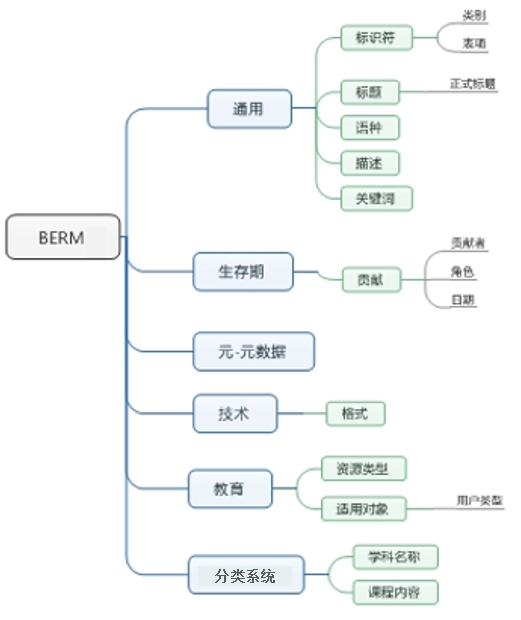 BERM
通用
标识符
类别
表项
标题
正式标题
语种
描述
关键词
生存期
贡献
贡献者
角色
日期
元-元数据
技术
格式
教育
资源类型
适用对象
用户类型
分类系统
学科名称
课程内容